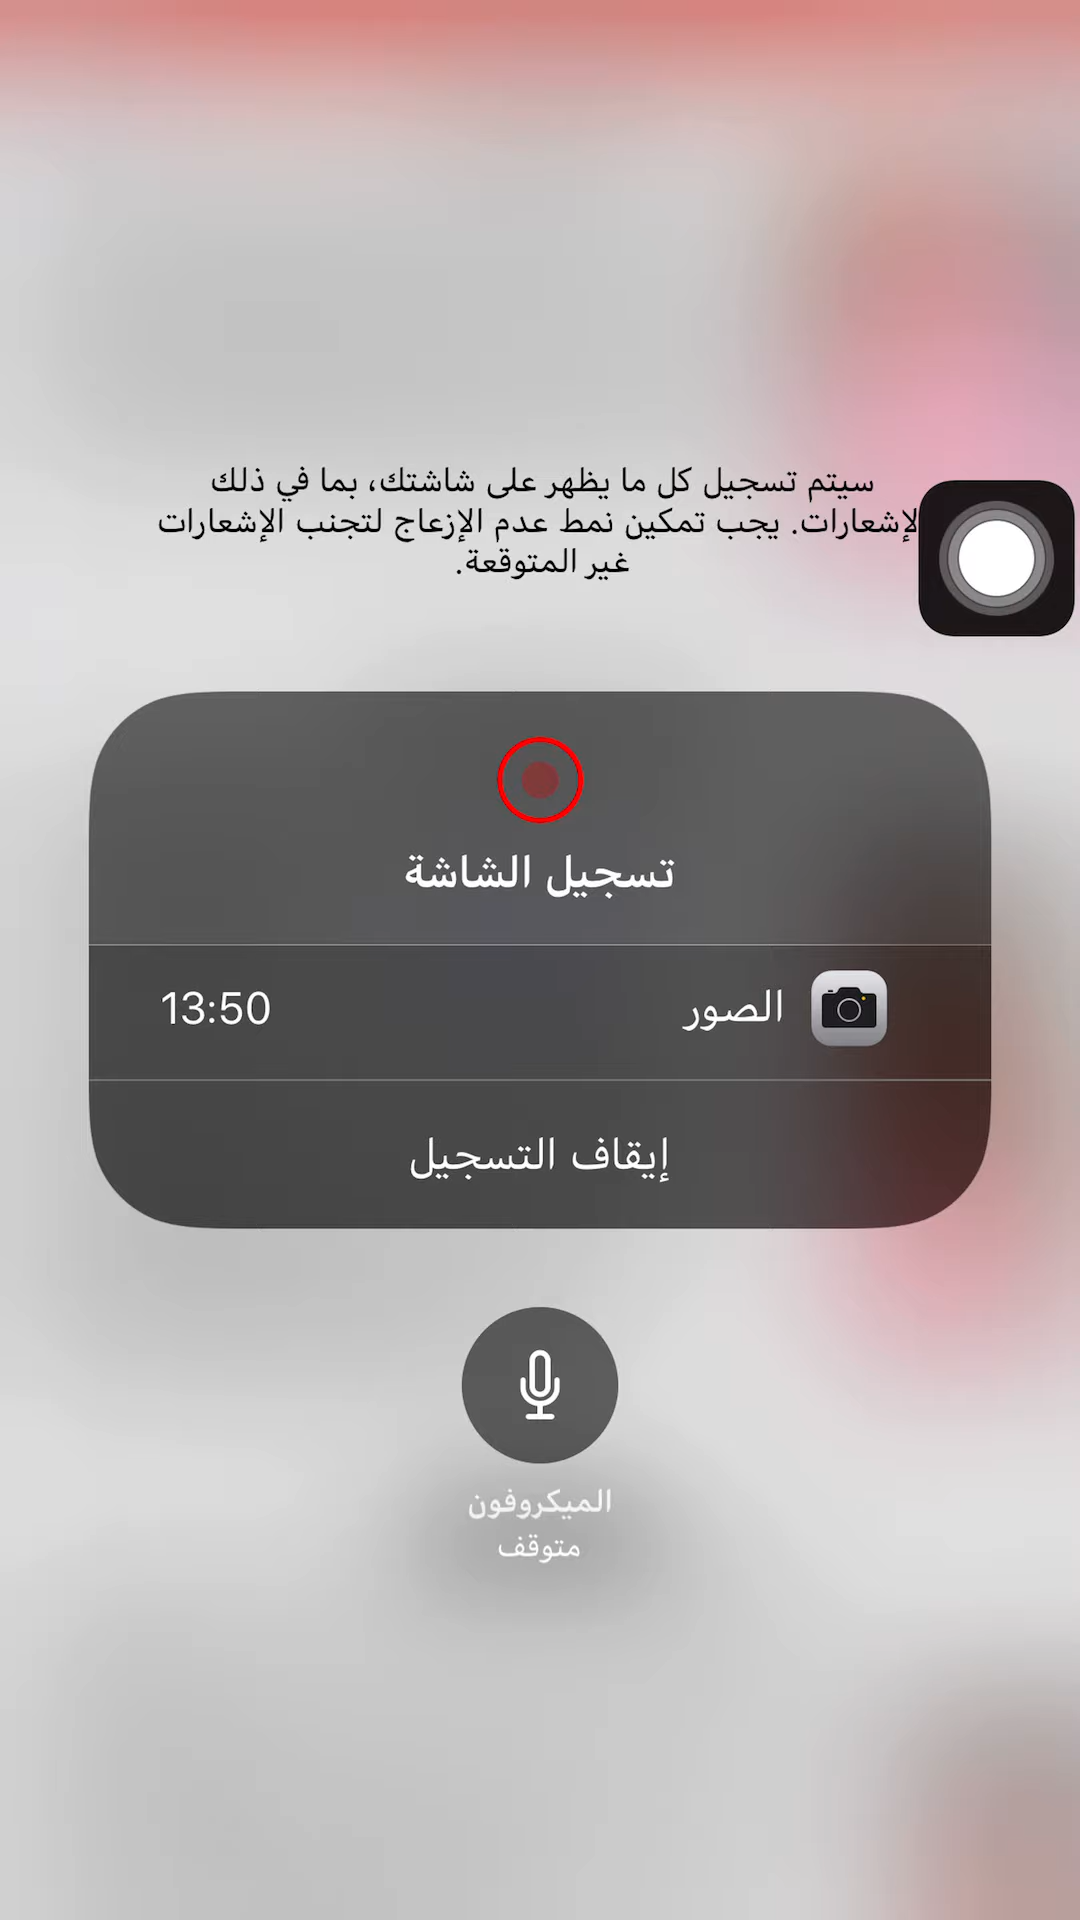 سيتم تسجيل كل ما يظهر على شاشتك، بما في ذلك
لإشعارات. يجب تمكين نمط عدم الإزعاج لتجنب الإشعارات
غير المتوقعة.
تسجيل الشاشة
الصور 13:50
إيقاف التسجيل
الميكروفون
متوقف